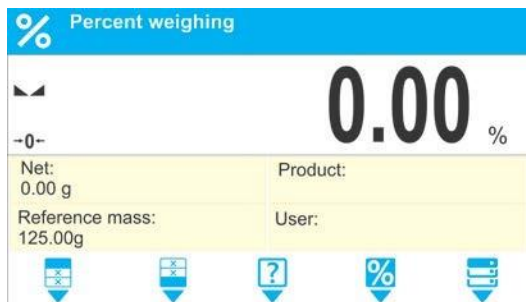 % Percent weighing
0.00 %
→0←
Net:
0.00 g
Product:
Reference mass:
125.00g
User:
? %